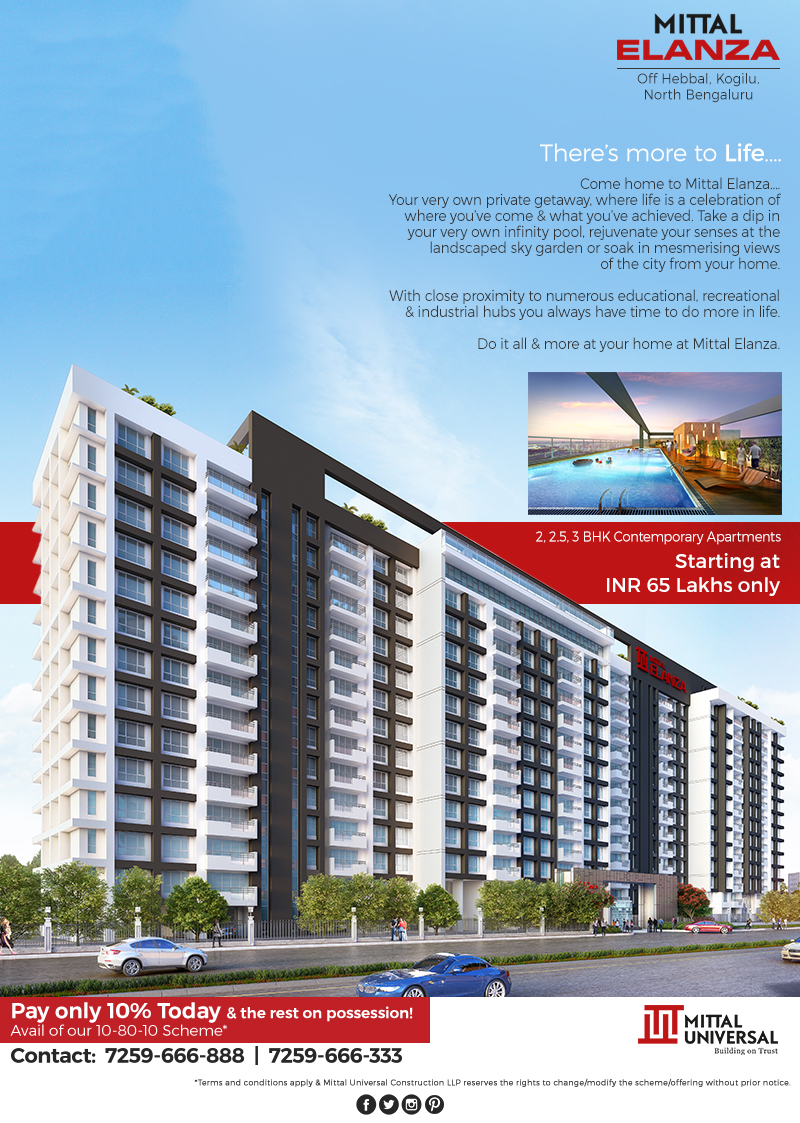 MITTAL
ELANZA
Off Hebbal, Kogilu,
North Bengaluru
There's more to Life....
Come home to Mittal Elanza....
Your very own private getaway, where life is a celebration of
where you've come & what you've achieved. Take a dip in
your very own infinity pool, rejuvenate your senses at the
landscaped sky garden or soak in mesmerising views
of the city from your home.
With close proximity to numerous educational, recreational
& industrial hubs you always have time to do more in life.
Do it all & more at your home at Mittal Elanza.
2, 2.5, 3 BHK Contemporary Apartments
Starting at
INR 65 Lakhs only
ELANZA
Pay only 10% Today & the rest on possession!
Avail of our 10-80-10 Scheme*
Contact: 7259-666-888 | 7259-666-333
MITTAL
UNIVERSAL
Building on Trust
*Terms and conditions apply & Mittal Universal Construction LLP reserves the rights to change/modify the scheme/offering without prior notice.